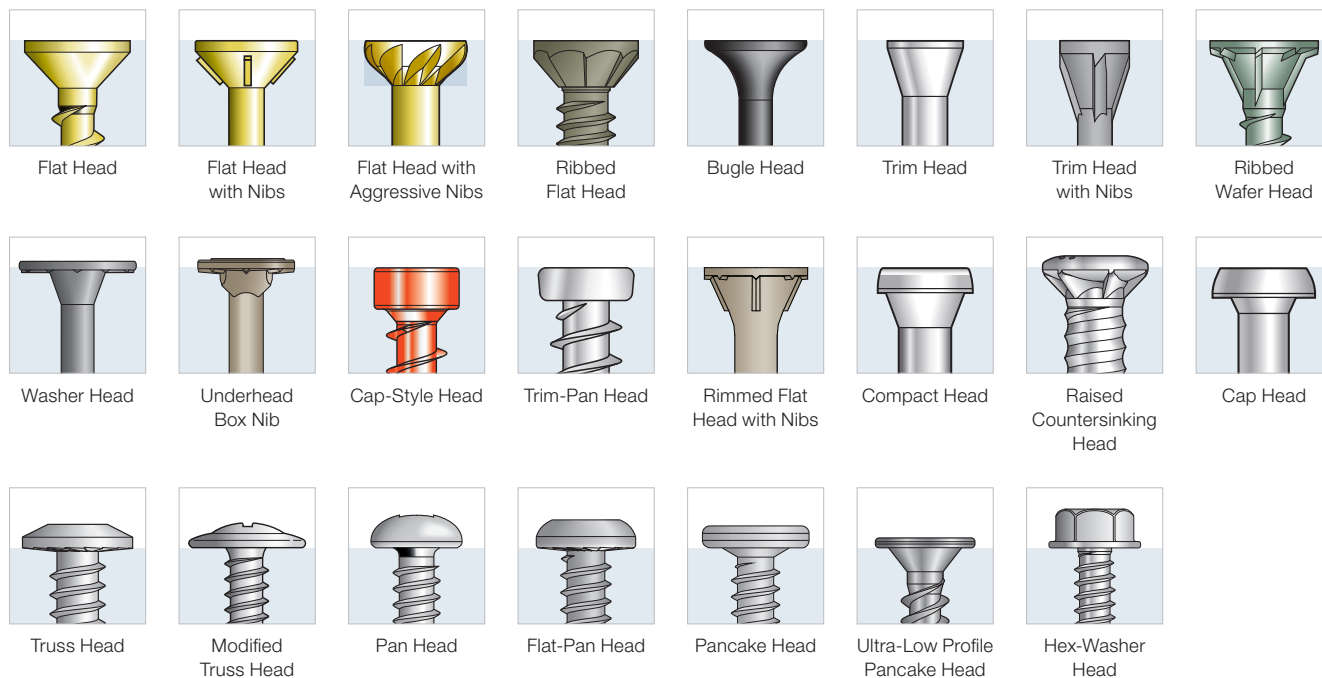 Flat Head
Flat Head
with Nibs
Flat Head with
Aggressive Nibs
Ribbed
Flat Head
Bugle Head
Trim Head
Trim Head
with Nibs
Ribbed
Wafer Head
Washer Head
Underhead
Box Nib
Cap-Style Head
Trim-Pan Head
Rimmed Flat
Head with Nibs
Compact Head
Raised
Countersinking
Head
Cap Head
Truss Head
Modified
Truss Head
Pan Head
Flat-Pan Head
Pancake Head
Ultra-Low Profile
Pancake Head
Hex-Washer
Head